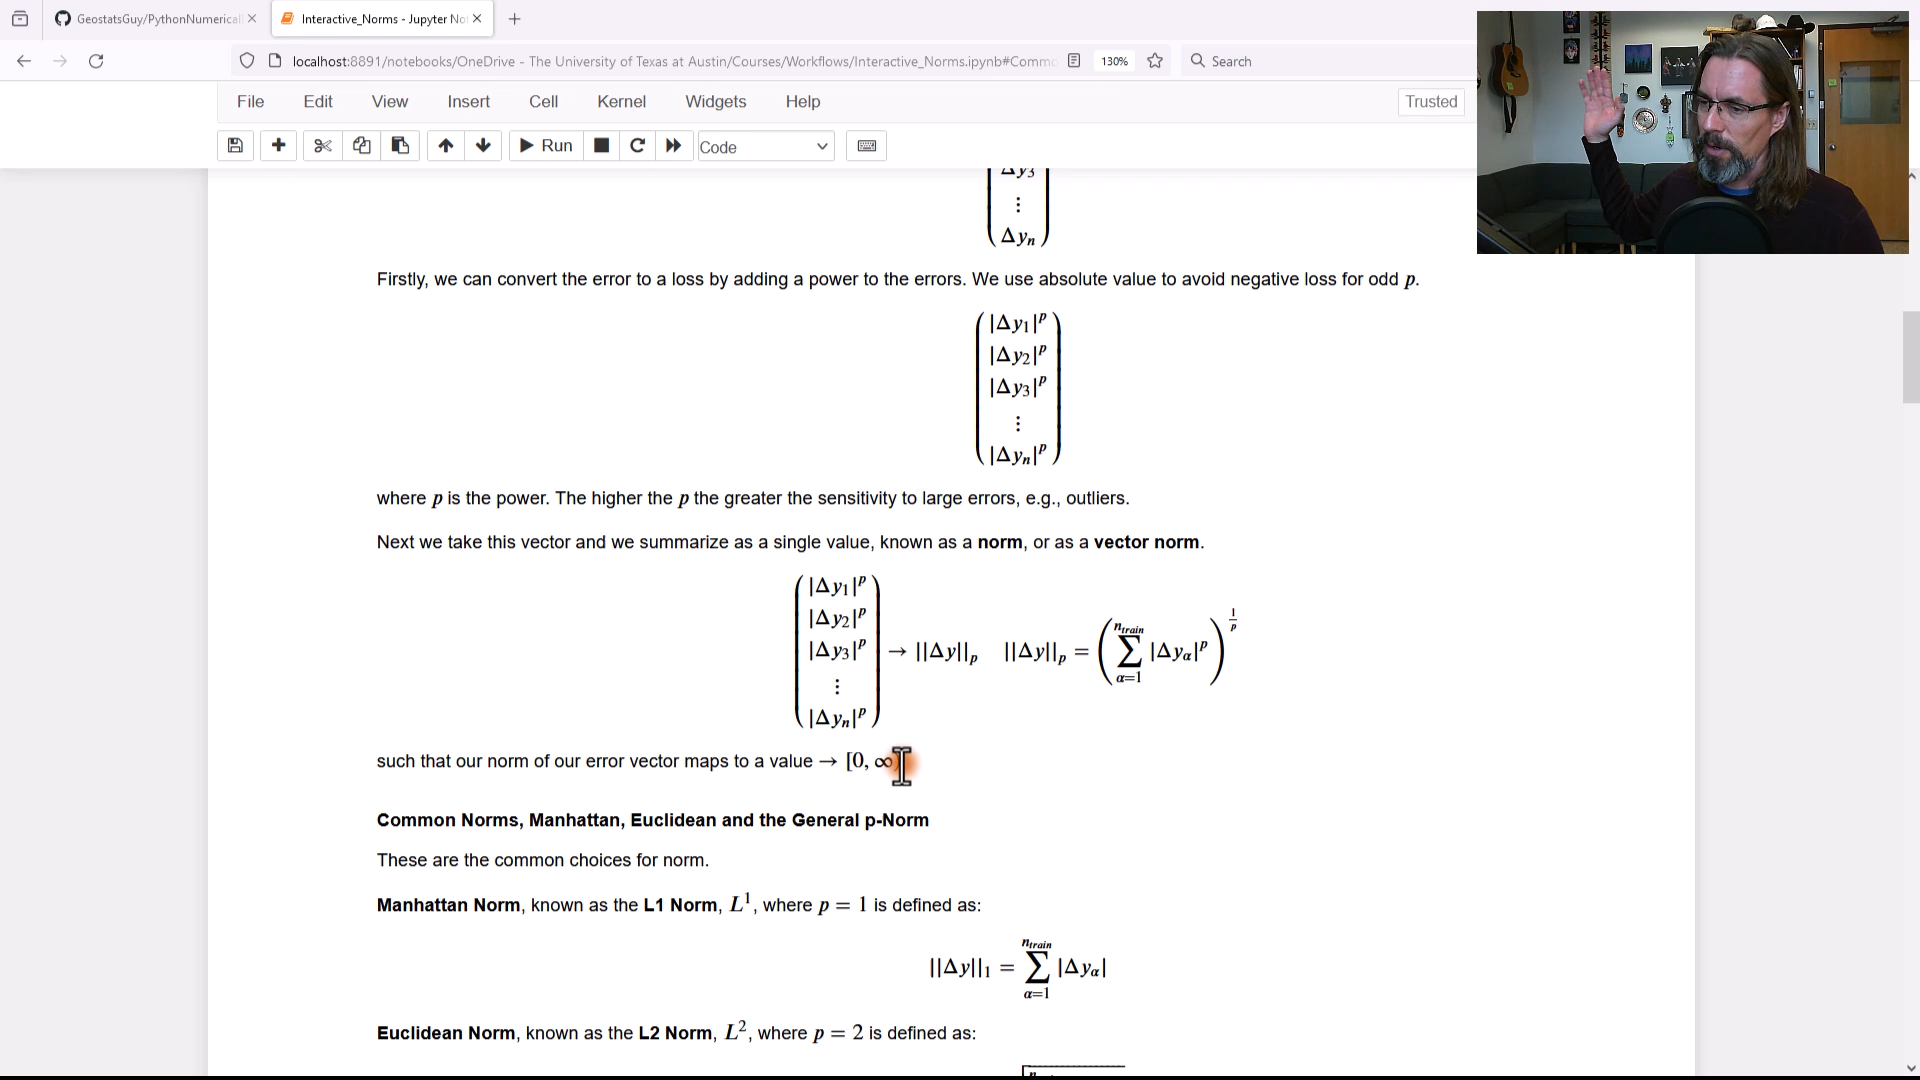 GeostatsGuy/PythonNumerical
Interactive_Norms - Jupyter No
localhost:8891/notebooks/OneDrive - The University of Texas at Austin/Courses/Workflows/Interactive_Norms.ipynb#Commo
130%
Search
File Edit View Insert Cell Kernel Widgets Help
Trusted
Run
Code
Δy₃
⋮
Δyₙ
Firstly, we can convert the error to a loss by adding a power to the errors. We use absolute value to avoid negative loss for odd p.
|Δy₁|ᵖ
|Δy₂|ᵖ
|Δy₃|ᵖ
⋮
|Δyₙ|ᵖ
where p is the power. The higher the p the greater the sensitivity to large errors, e.g., outliers.
Next we take this vector and we summarize as a single value, known as a norm, or as a vector norm.
|Δy₁|ᵖ
|Δy₂|ᵖ
|Δy₃|ᵖ → ||Δy||ₚ ||Δy||ₚ = (∑_{α=1}^{n_train} |Δy_α|ᵖ)^{1/p}
⋮
|Δyₙ|ᵖ
such that our norm of our error vector maps to a value → [0, ∞
Common Norms, Manhattan, Euclidean and the General p-Norm
These are the common choices for norm.
Manhattan Norm, known as the L1 Norm, L¹, where p = 1 is defined as:
||Δy||₁ = ∑_{α=1}^{n_train} |Δy_α|
Euclidean Norm, known as the L2 Norm, L², where p = 2 is defined as: